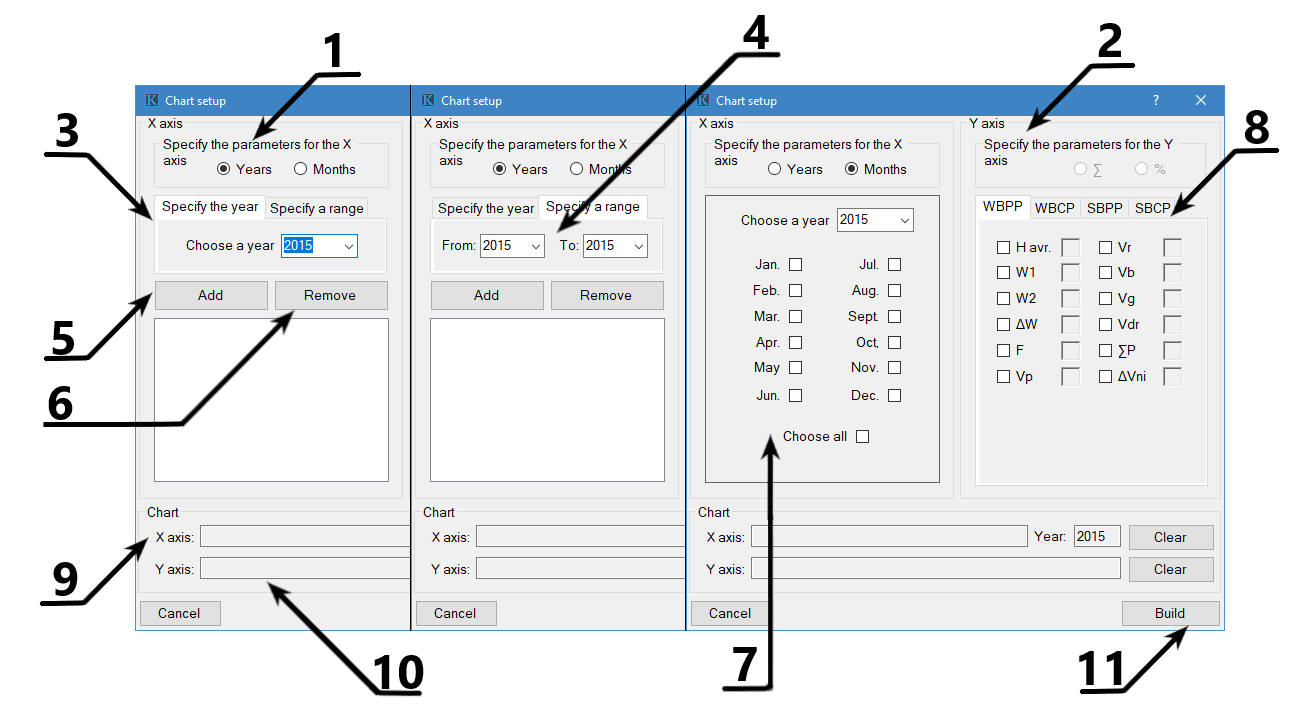 1
2
3
4
5
6
7
8
9
10
11
K Chart setup
X axis
Specify the parameters for the X
axis
Years Months
Specify the year Specify a range
Choose a year 2015
Add Remove
Chart
X axis:
Y axis:
Cancel
K Chart setup
X axis
Specify the parameters for the X
axis
Years Months
Specify the year Specify a range
From: 2015 To: 2015
Add Remove
Chart
X axis:
Y axis:
Cancel
K Chart setup ?
X axis
Specify the parameters for the X
axis
Years Months
Choose a year 2015
Jan. Jul.
Feb. Aug.
Mar. Sept.
Apr. Oct,
May Nov.
Jun. Dec.
Choose all
Y axis
Specify the parameters for the Y
axis
∑ %
WBPP WBCP SBPP SBCP
H avr. Vr
W1 Vb
W2 Vg
ΔW Vdr
F ∑P
Vp ΔVni
Chart
X axis: Year: 2015 Clear
Y axis: Clear
Cancel Build